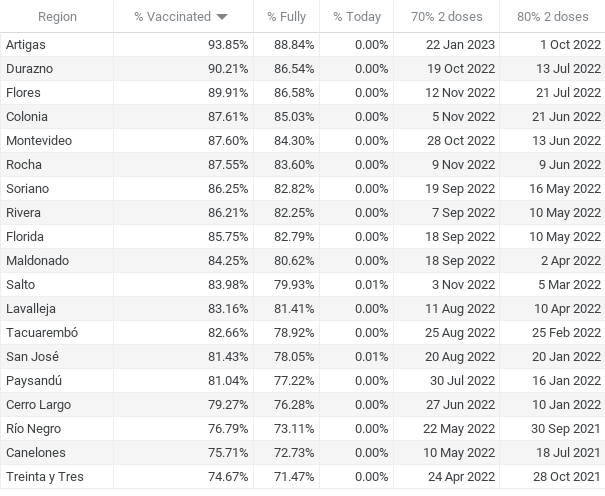 Region % Vaccinated % Fully % Today 70% 2 doses 80% 2 doses
Artigas 93.85% 88.84% 0.00% 22 Jan 2023 1 Oct 2022
Durazno 90.21% 86.54% 0.00% 19 Oct 2022 13 Jul 2022
Flores 89.91% 86.58% 0.00% 12 Nov 2022 21 Jul 2022
Colonia 87.61% 85.03% 0.00% 5 Nov 2022 21 Jun 2022
Montevideo 87.60% 84.30% 0.00% 28 Oct 2022 13 Jun 2022
Rocha 87.55% 83.60% 0.00% 9 Nov 2022 9 Jun 2022
Soriano 86.25% 82.82% 0.00% 19 Sep 2022 16 May 2022
Rivera 86.21% 82.25% 0.00% 7 Sep 2022 10 May 2022
Florida 85.75% 82.79% 0.00% 18 Sep 2022 10 May 2022
Maldonado 84.25% 80.62% 0.00% 18 Sep 2022 2 Apr 2022
Salto 83.98% 79.93% 0.01% 3 Nov 2022 5 Mar 2022
Lavalleja 83.16% 81.41% 0.00% 11 Aug 2022 10 Apr 2022
Tacuarembó 82.66% 78.92% 0.00% 25 Aug 2022 25 Feb 2022
San José 81.43% 78.05% 0.01% 20 Aug 2022 20 Jan 2022
Paysandú 81.04% 77.22% 0.00% 30 Jul 2022 16 Jan 2022
Cerro Largo 79.27% 76.28% 0.00% 27 Jun 2022 10 Jan 2022
Río Negro 76.79% 73.11% 0.00% 22 May 2022 30 Sep 2021
Canelones 75.71% 72.73% 0.00% 10 May 2022 18 Jul 2021
Treinta y Tres 74.67% 71.47% 0.00% 24 Apr 2022 28 Oct 2021